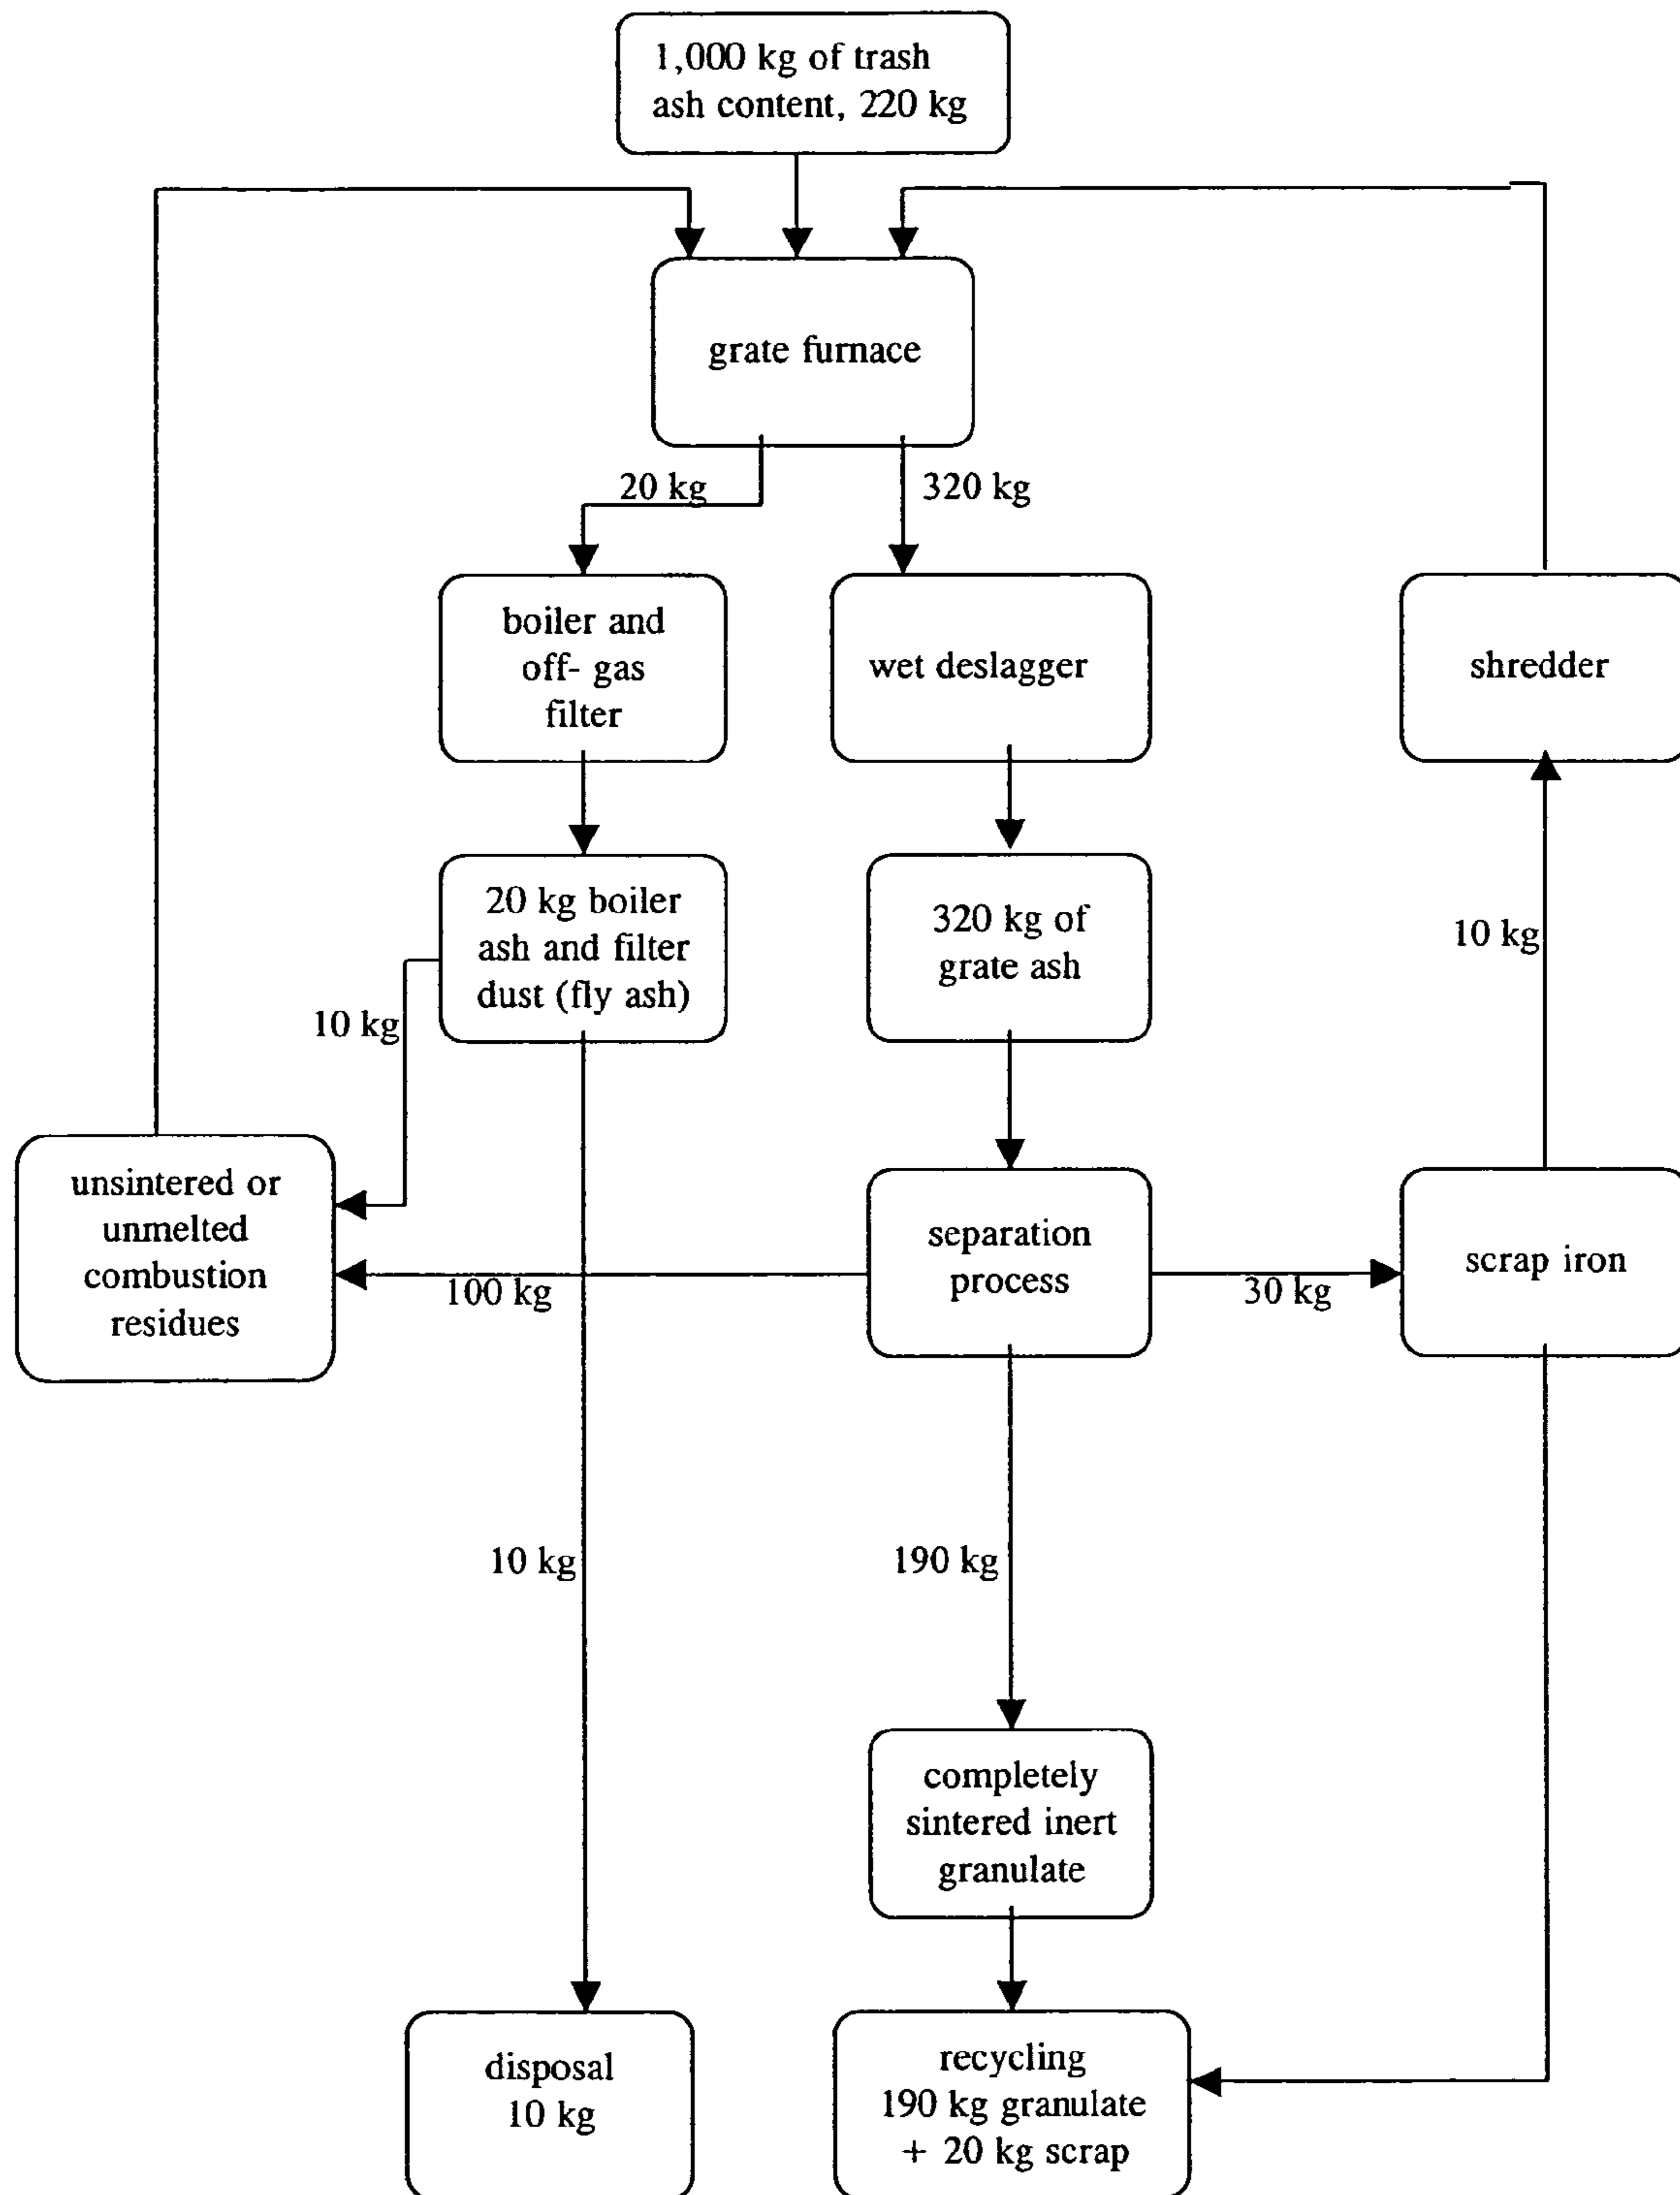 1,000 kg of trash
ash content, 220 kg
grate furnace
20 kg
320 kg
boiler and
off- gas
filter
wet deslagger
shredder
20 kg boiler
ash and filter
dust (fly ash)
320 kg of
grate ash
10 kg
10 kg
unsintered or
unmelted
combustion
residues
separation
process
scrap iron
100 kg
30 kg
10 kg
190 kg
completely
sintered inert
granulate
disposal
10 kg
recycling
190 kg granulate
+ 20 kg scrap